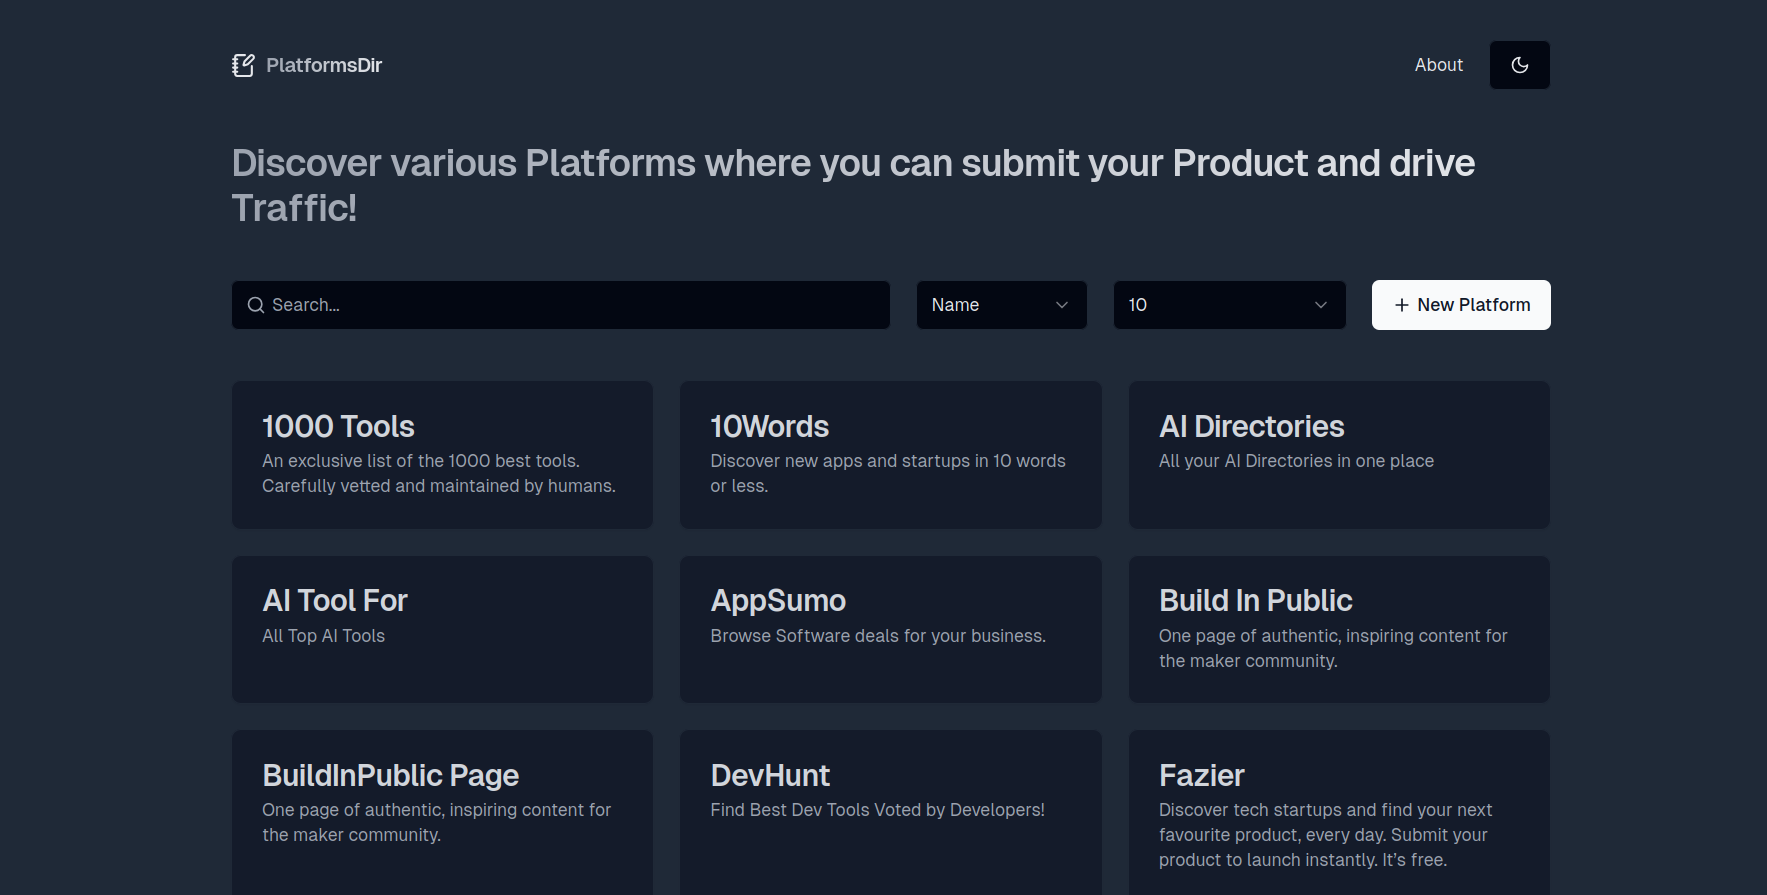 PlatformsDir
About
Discover various Platforms where you can submit your Product and drive
Traffic!
Search...
Name
10
New Platform
1000 Tools
An exclusive list of the 1000 best tools.
Carefully vetted and maintained by humans.
10Words
Discover new apps and startups in 10 words
or less.
AI Directories
All your AI Directories in one place
AI Tool For
All Top AI Tools
AppSumo
Browse Software deals for your business.
Build In Public
One page of authentic, inspiring content for
the maker community.
BuildInPublic Page
One page of authentic, inspiring content for
the maker community.
DevHunt
Find Best Dev Tools Voted by Developers!
Fazier
Discover tech startups and find your next
favourite product, every day. Submit your
product to launch instantly. It’s free.